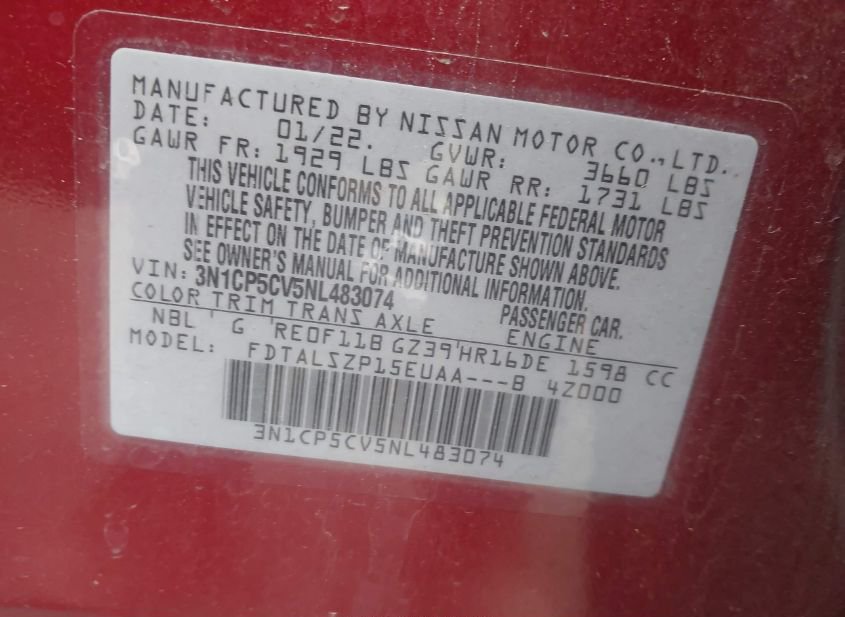 MANUFACTURED BY NISSAN MOTOR CO.,LTD.
DATE: 01/22. GVWR: 3660 LBS
GAWR FR: 1929 LBS GAWR RR: 1731 LBS
THIS VEHICLE CONFORMS TO ALL APPLICABLE FEDERAL MOTOR
VEHICLE SAFETY, BUMPER AND THEFT PREVENTION STANDARDS
IN EFFECT ON THE DATE OF MANUFACTURE SHOWN ABOVE.
SEE OWNER'S MANUAL FOR ADDITIONAL INFORMATION.
VIN: 3N1CP5CV5NL483074 PASSENGER CAR.
COLOR TRIM TRANS AXLE ENGINE
NBL G RE0F11B GZ39 HR16DE 1598 CC
MODEL: FDTALSZP15EUAA---B 4Z000
3N1CP5CV5NL483074